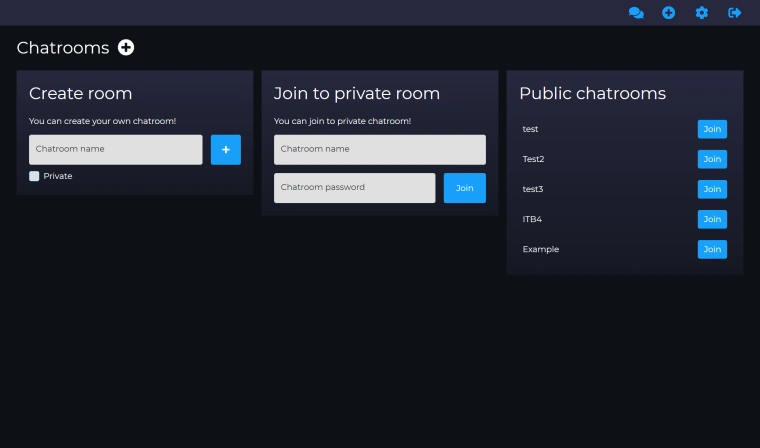 Chatrooms
Create room
You can create your own chatroom!
Chatroom name
+
Private
Join to private room
You can join to private chatroom!
Chatroom name
Chatroom password
Join
Public chatrooms
test
Join
Test2
Join
test3
Join
ITB4
Join
Example
Join